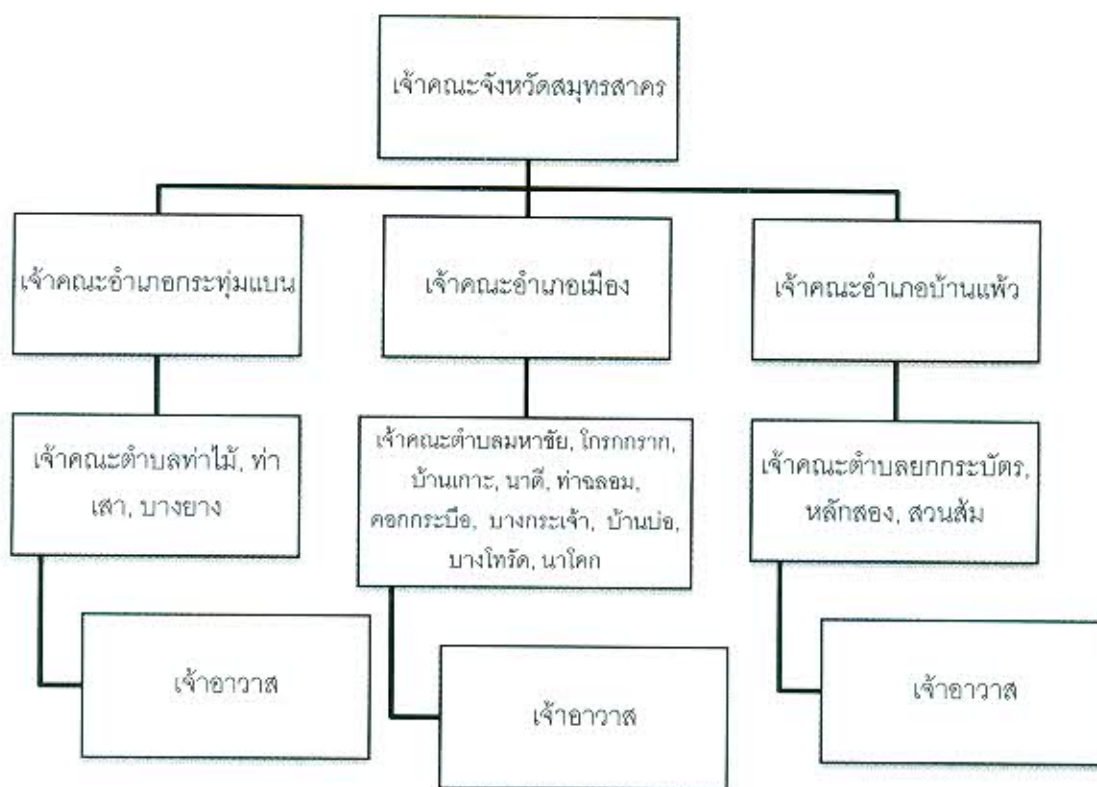 เจ้าคณะจังหวัดสมุทรสาคร
เจ้าคณะอำเภอกระทุ่มแบน
เจ้าคณะอำเภอเมือง
เจ้าคณะอำเภอบ้านแพ้ว
เจ้าคณะตำบลท่าไม้, ท่า
เสา, บางยาง
เจ้าคณะตำบลมหาชัย, โกรกกราก,
บ้านเกาะ, นาดี, ท่าฉลอม,
คอกกระบือ, บางกระเจ้า, บ้านบ่อ,
บางโทรัด, นาโคก
เจ้าคณะตำบลยกกระบัตร,
หลักสอง, สวนส้ม
เจ้าอาวาส
เจ้าอาวาส
เจ้าอาวาส